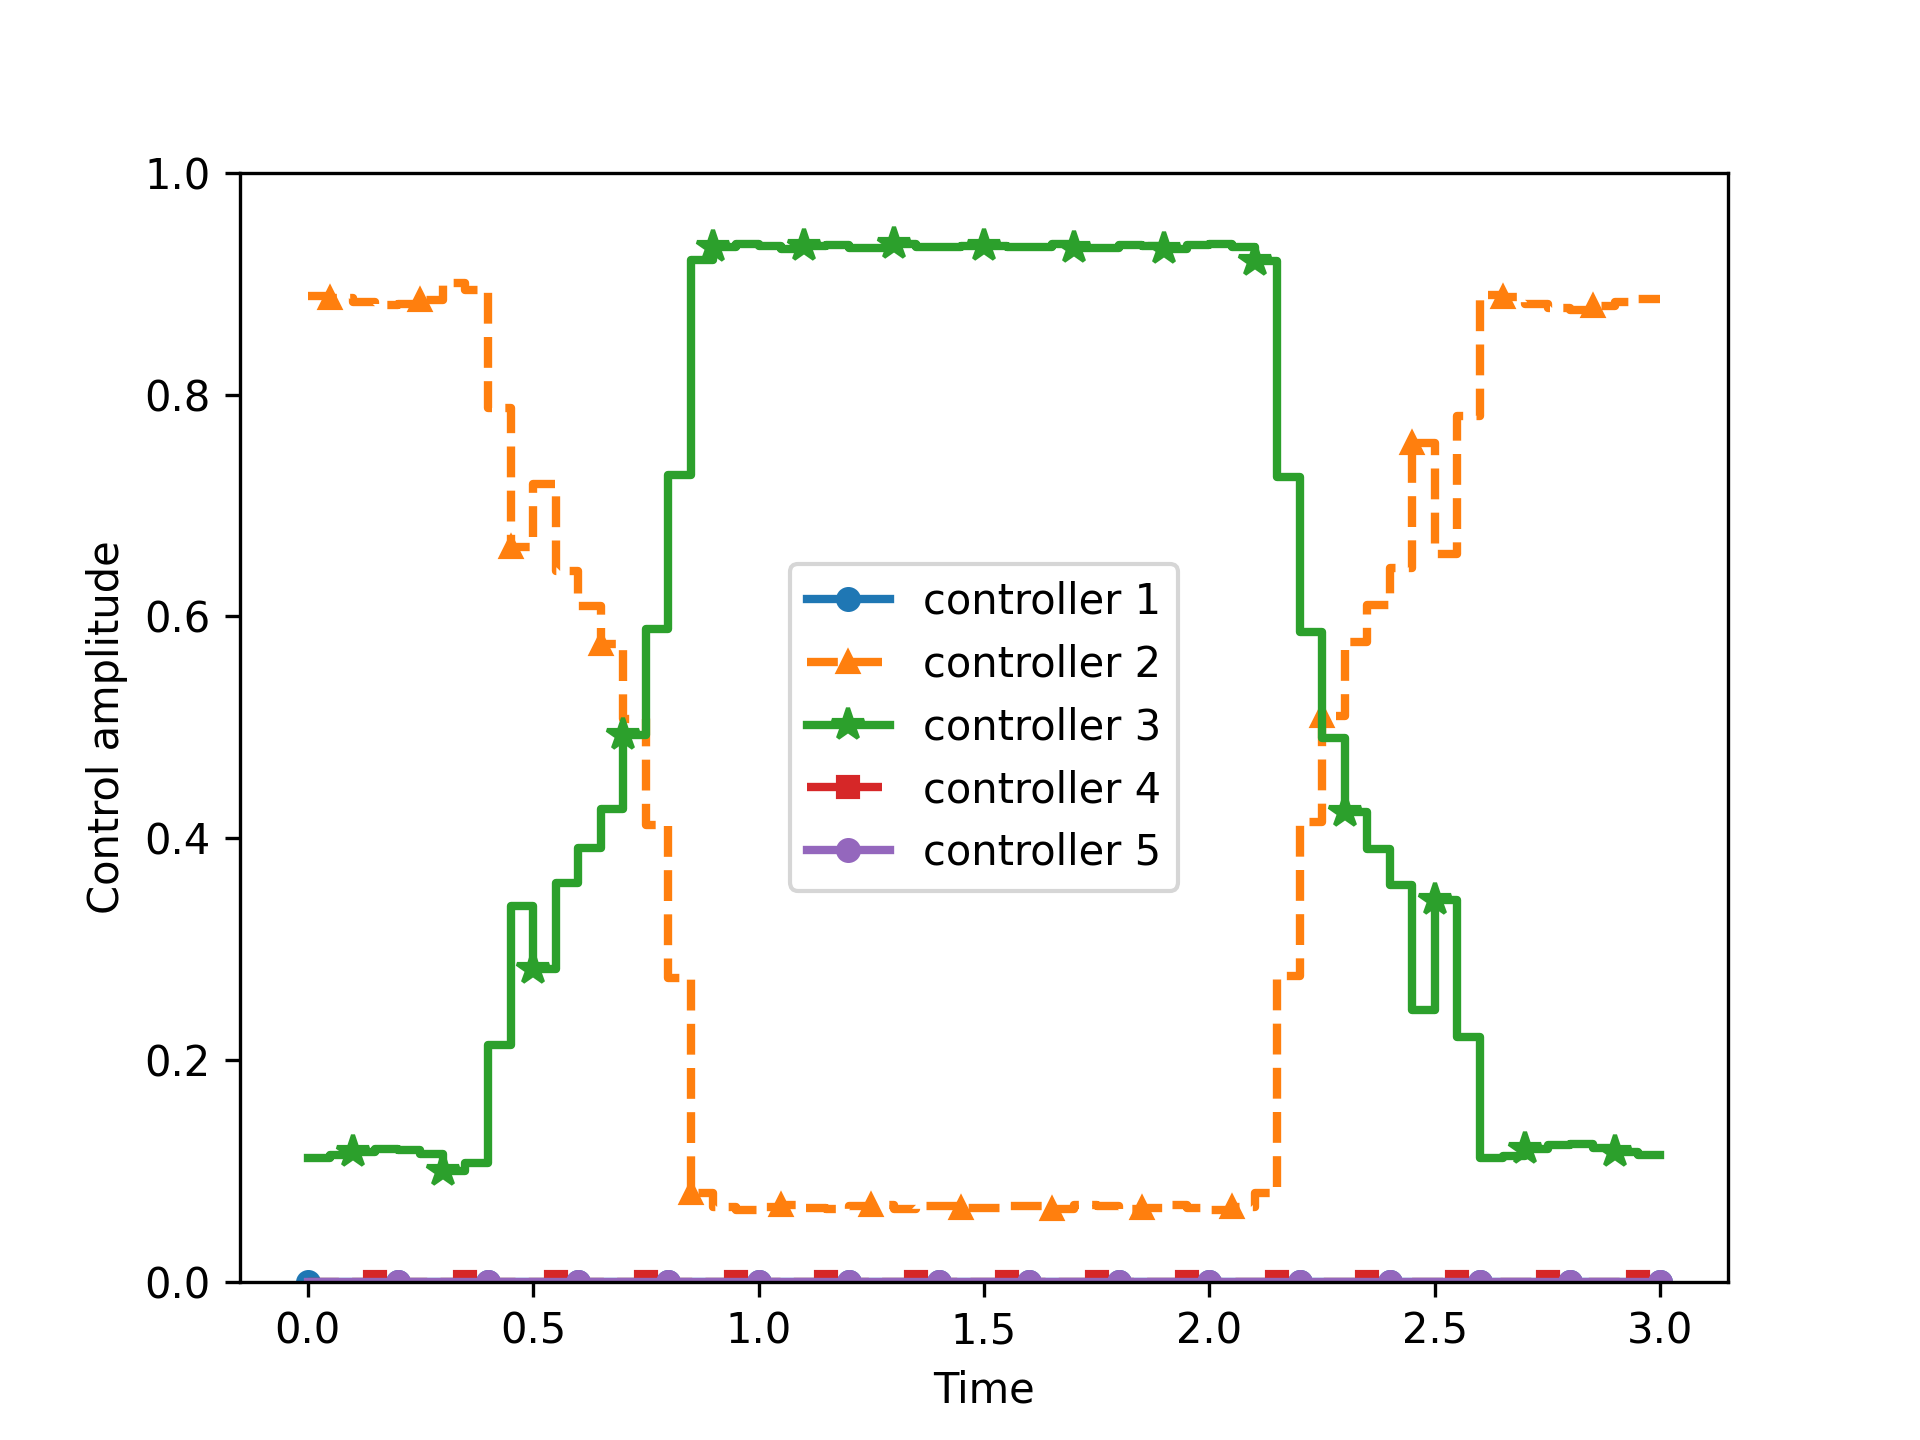 1.0
0.8
0.6
0.4
0.2
0.0
Control amplitude
controller 1
controller 2
controller 3
controller 4
controller 5
0.0 0.5 1.0 1.5 2.0 2.5 3.0
Time